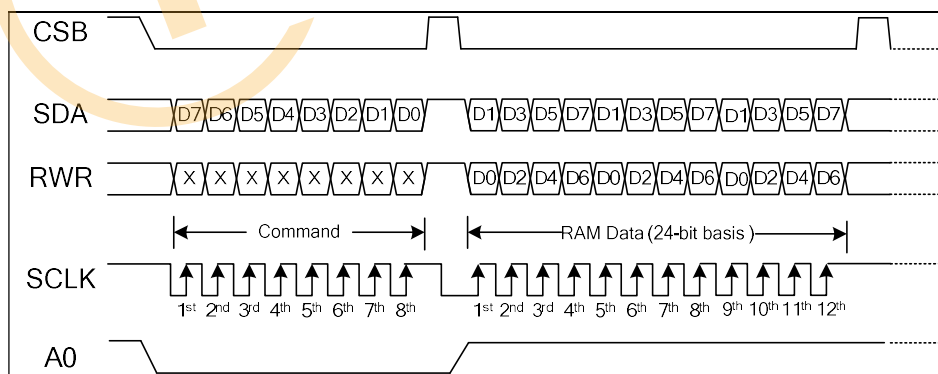 CSB
SDA D7 D6 D5 D4 D3 D2 D1 D0 D1 D3 D5 D7 D1 D3 D5 D7 D1 D3 D5 D7
RWR X X X X X X X X D0 D2 D4 D6 D0 D2 D4 D6 D0 D2 D4 D6
Command RAM Data (24-bit basis )
SCLK
1st 2nd 3rd 4th 5th 6th 7th 8th 1st 2nd 3rd 4th 5th 6th 7th 8th 9th 10th 11th 12th
A0